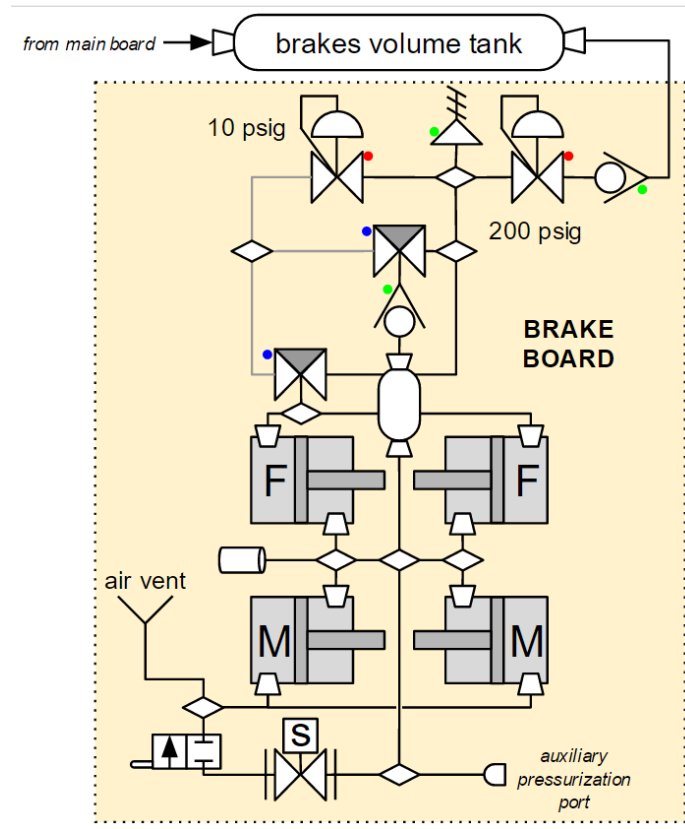 from main board
brakes volume tank
10 psig
200 psig
BRAKE
BOARD
F
F
air vent
M
M
S
auxiliary
pressurization
port